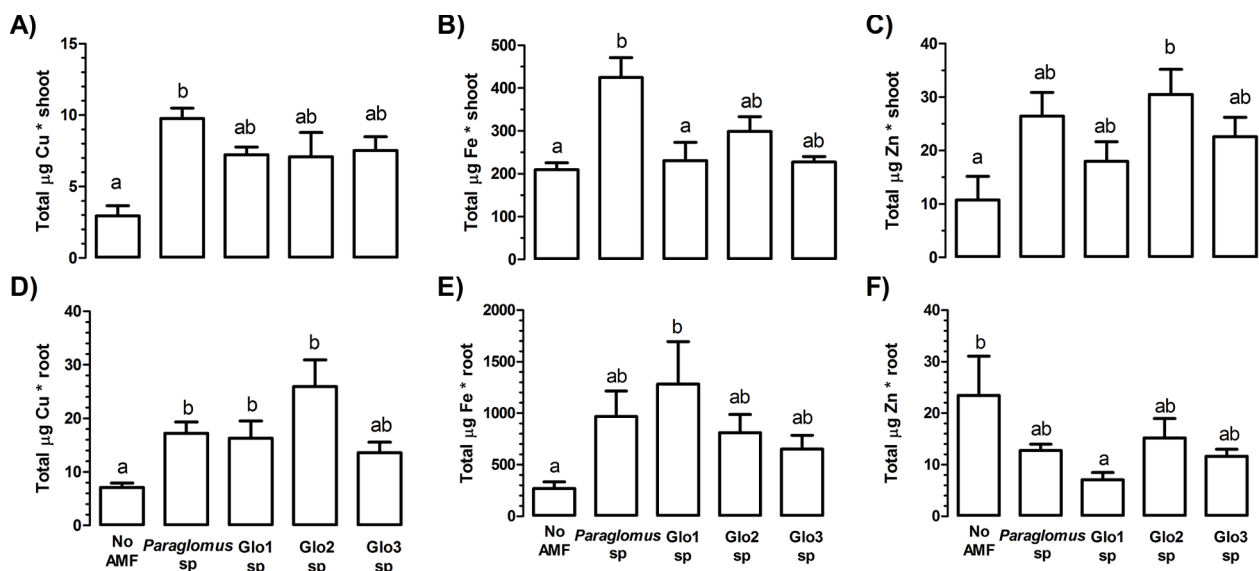 A)
Total µg Cu * shoot
15
10
5
0
a
b
ab
ab
ab
B)
Total µg Fe * shoot
500
400
300
200
100
0
a
b
a
ab
ab
C)
Total µg Zn * shoot
40
30
20
10
0
a
ab
ab
b
ab
D)
Total µg Cu * root
40
30
20
10
0
a
b
b
b
ab
No AMF
Paraglomus sp
Glo1 sp
Glo2 sp
Glo3 sp
E)
Total µg Fe * root
2000
1500
1000
500
0
a
ab
b
ab
ab
No AMF
Paraglomus sp
Glo1 sp
Glo2 sp
Glo3 sp
F)
Total µg Zn * root
40
30
20
10
0
b
ab
a
ab
ab
No AMF
Paraglomus sp
Glo1 sp
Glo2 sp
Glo3 sp